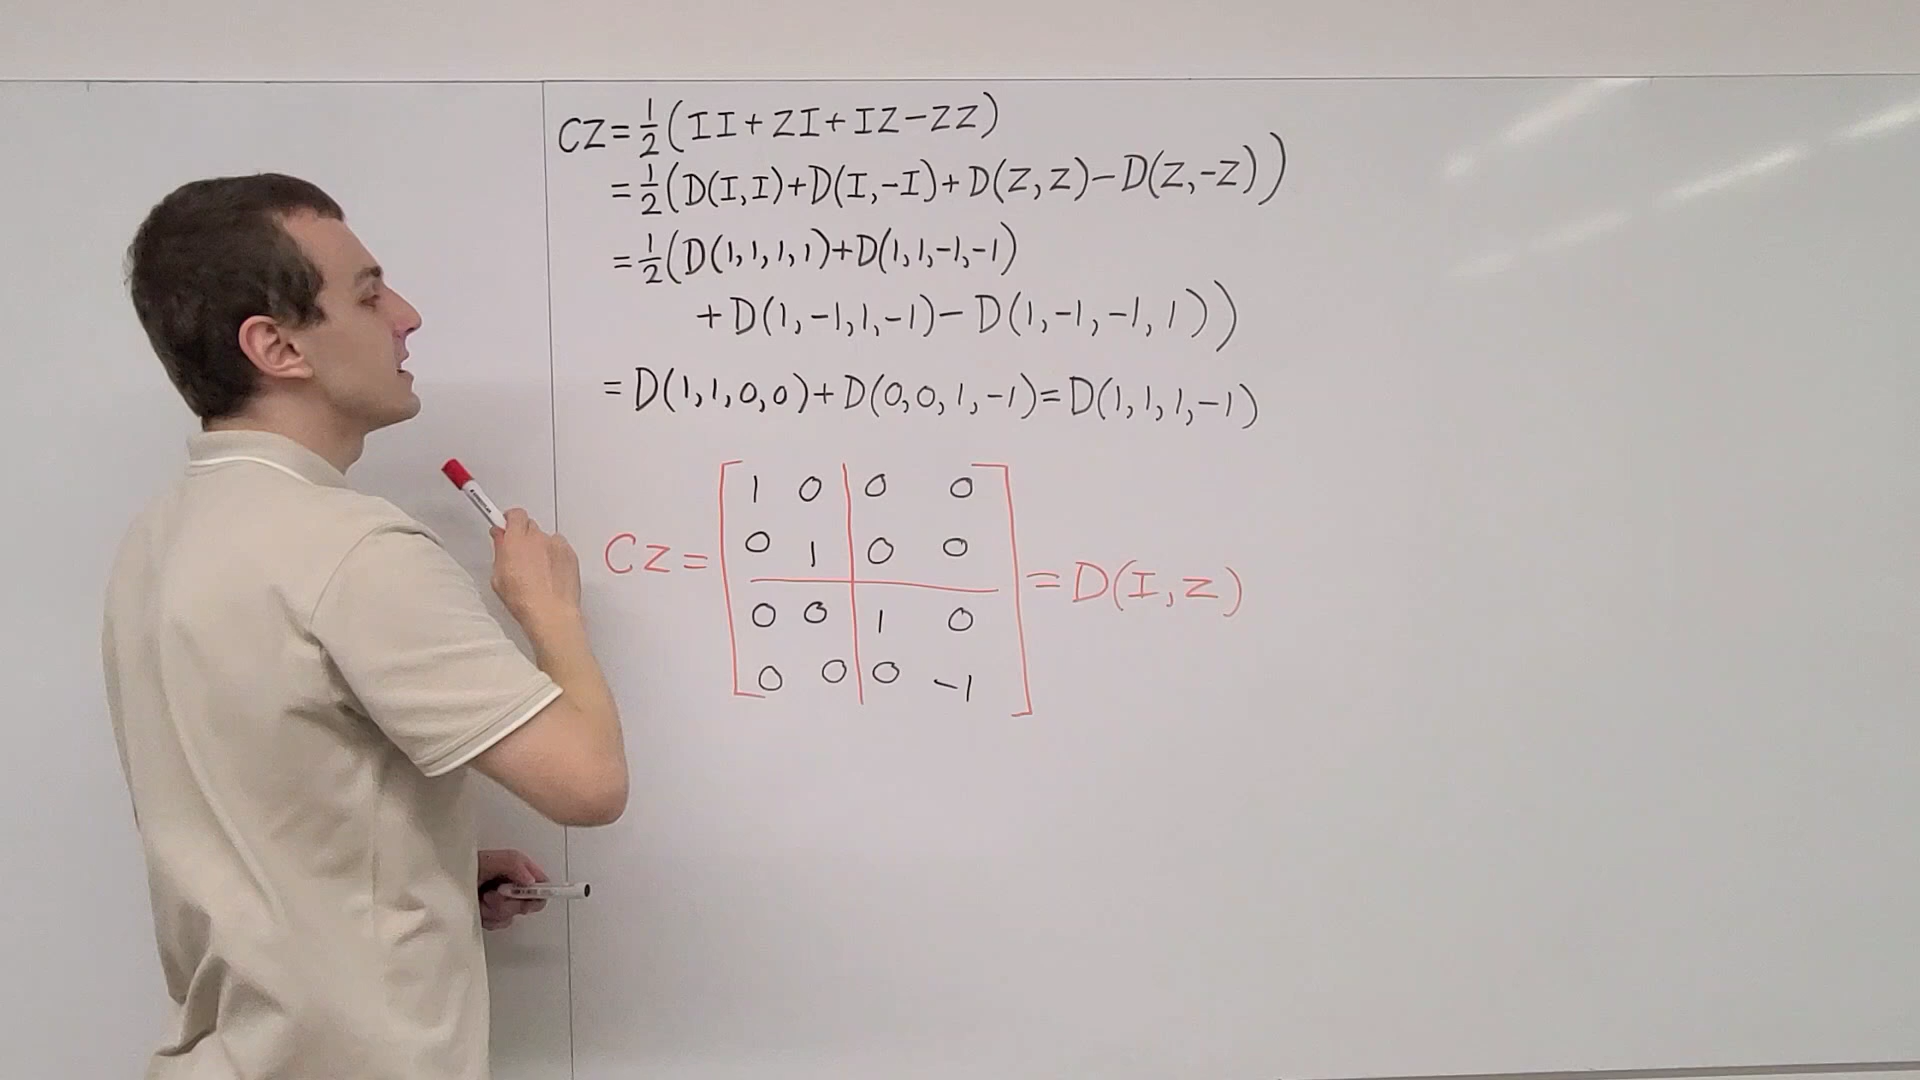 CZ=½(II+ZI+IZ-ZZ)
=½(D(I,I)+D(I,-I)+D(Z,Z)-D(Z,-Z))
=½(D(1,1,1,1)+D(1,1,-1,-1)
+D(1,-1,1,-1)-D(1,-1,-1,1))
=D(1,1,0,0)+D(0,0,1,-1)=D(1,1,1,-1)
1 0 0 0
0 1 0 0
CZ= =D(I,Z)
0 0 1 0
0 0 0 -1